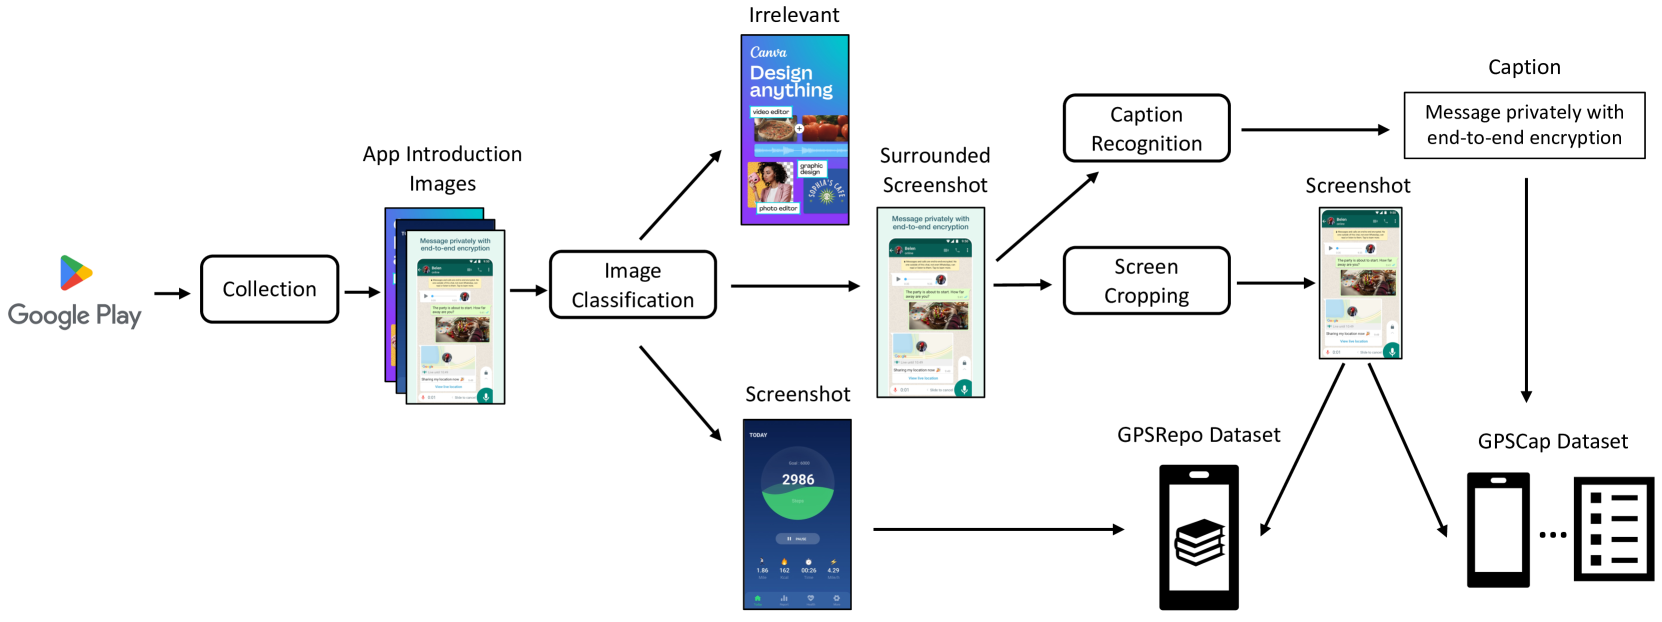 Irrelevant
Canva
Design
anything
video editor
graphic
design
SOPHIA'S CAFE
photo editor
App Introduction
Images
Message privately with
end-to-end encryption
Google Play
Collection
Image
Classification
Surrounded
Screenshot
Message privately with
end-to-end encryption
Caption
Recognition
Caption
Message privately with
end-to-end encryption
Screen
Cropping
Screenshot
Screenshot
TODAY
2986
1.86
162
00:26
4.29
GPSRepo Dataset
GPSCap Dataset